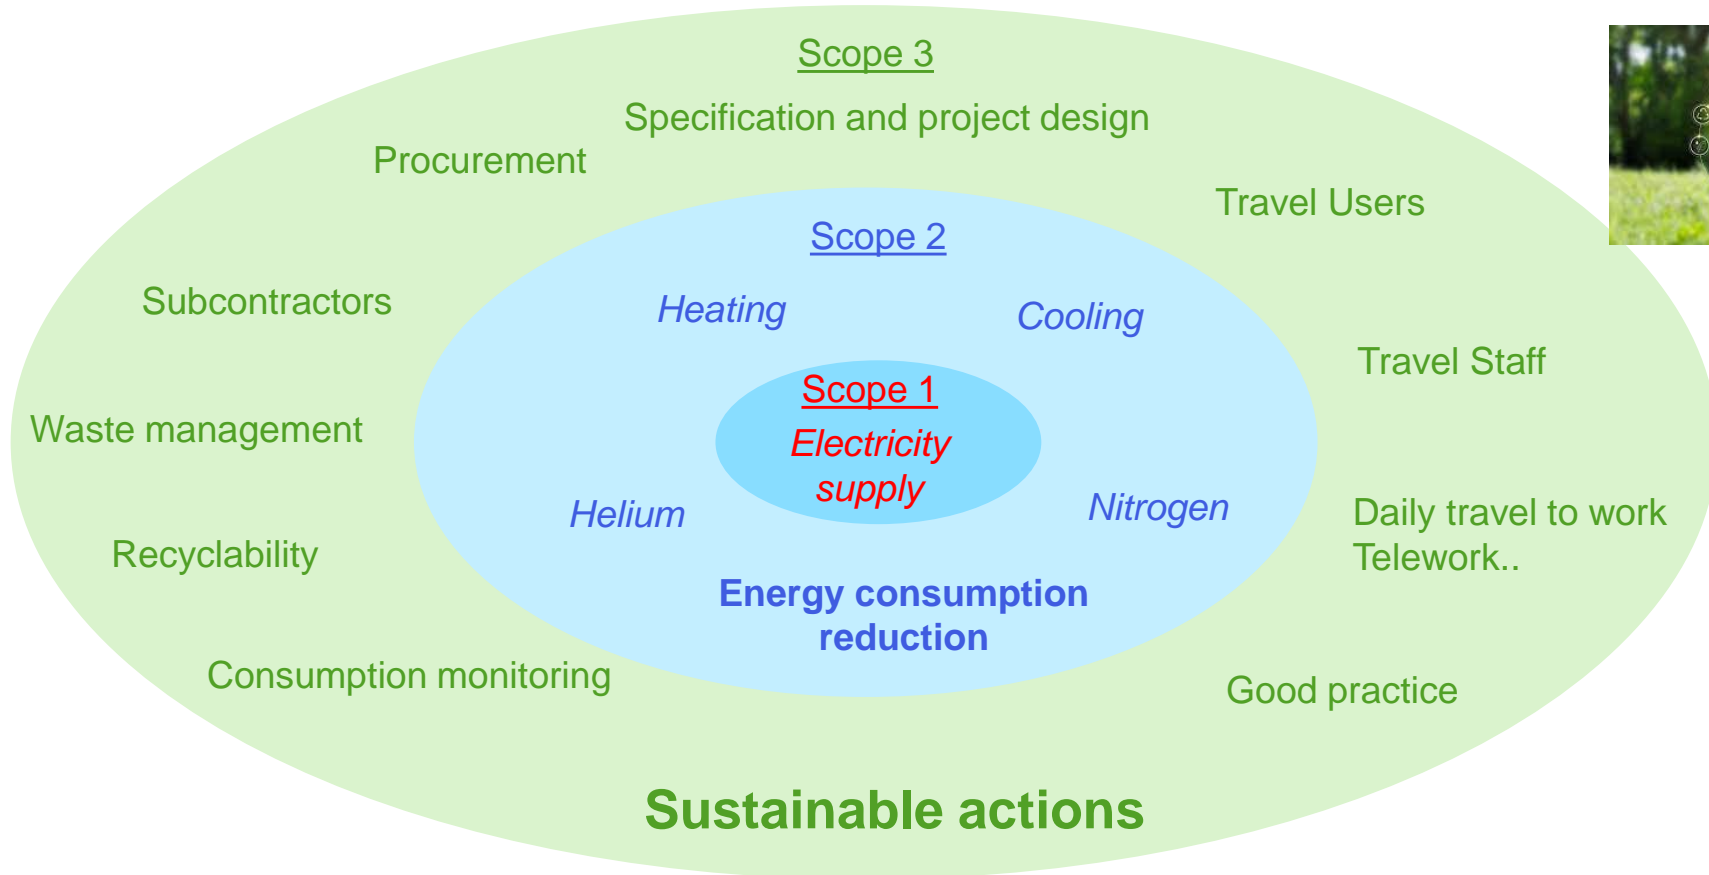 Scope 3
Specification and project design
Procurement
Travel Users
Scope 2
Subcontractors
Heating
Cooling
Travel Staff
Scope 1
Electricity
supply
Waste management
Helium
Nitrogen
Daily travel to work
Telework..
Recyclability
Energy consumption
reduction
Consumption monitoring
Good practice
Sustainable actions